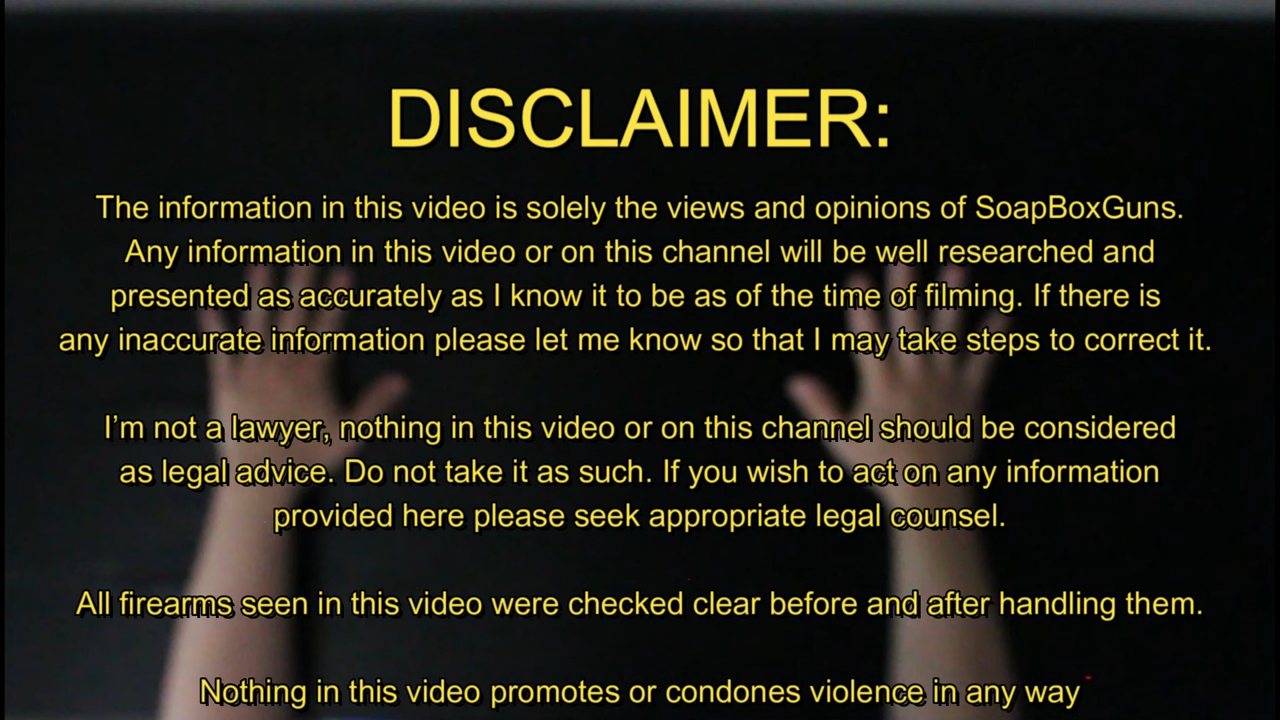 DISCLAIMER:
The information in this video is solely the views and opinions of SoapBoxGuns.
Any information in this video or on this channel will be well researched and
presented as accurately as I know it to be as of the time of filming. If there is
any inaccurate information please let me know so that I may take steps to correct it.
I'm not a lawyer, nothing in this video or on this channel should be considered
as legal advice. Do not take it as such. If you wish to act on any information
provided here please seek appropriate legal counsel.
All firearms seen in this video were checked clear before and after handling them.
Nothing in this video promotes or condones violence in any way